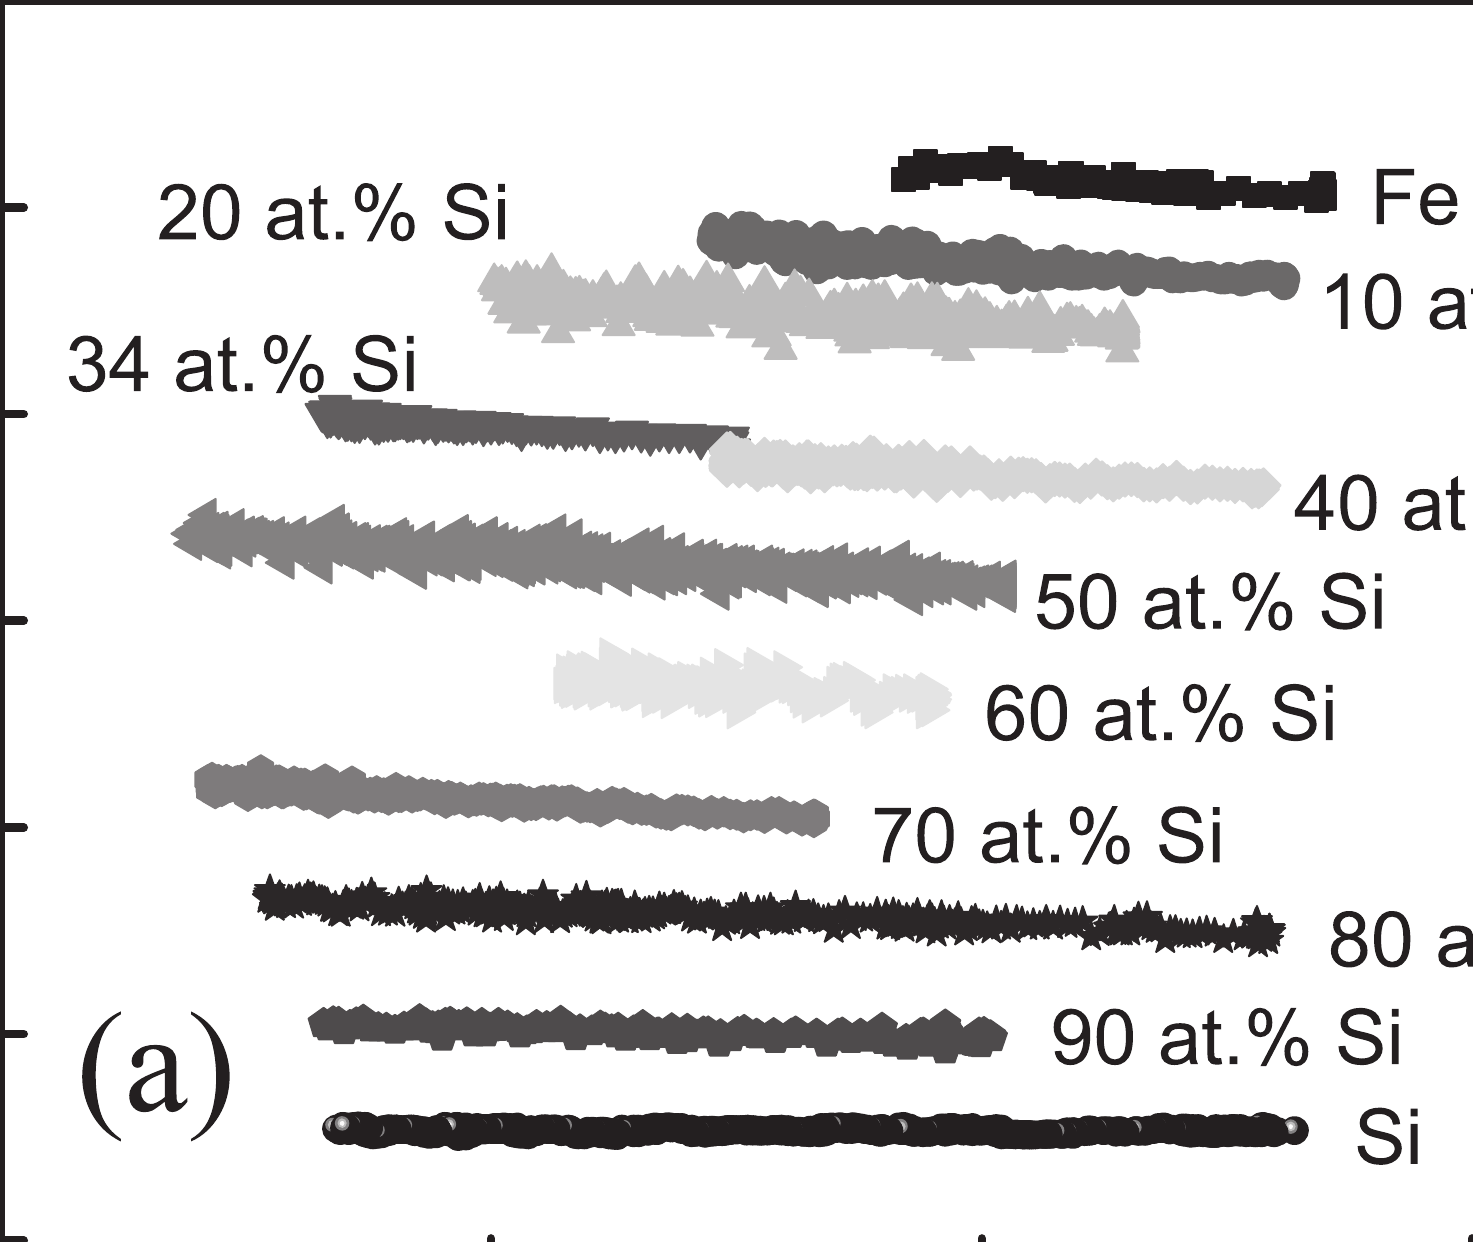 Fe
20 at.% Si
10 at
34 at.% Si
40 at
50 at.% Si
60 at.% Si
70 at.% Si
80 a
90 at.% Si
(a)
Si